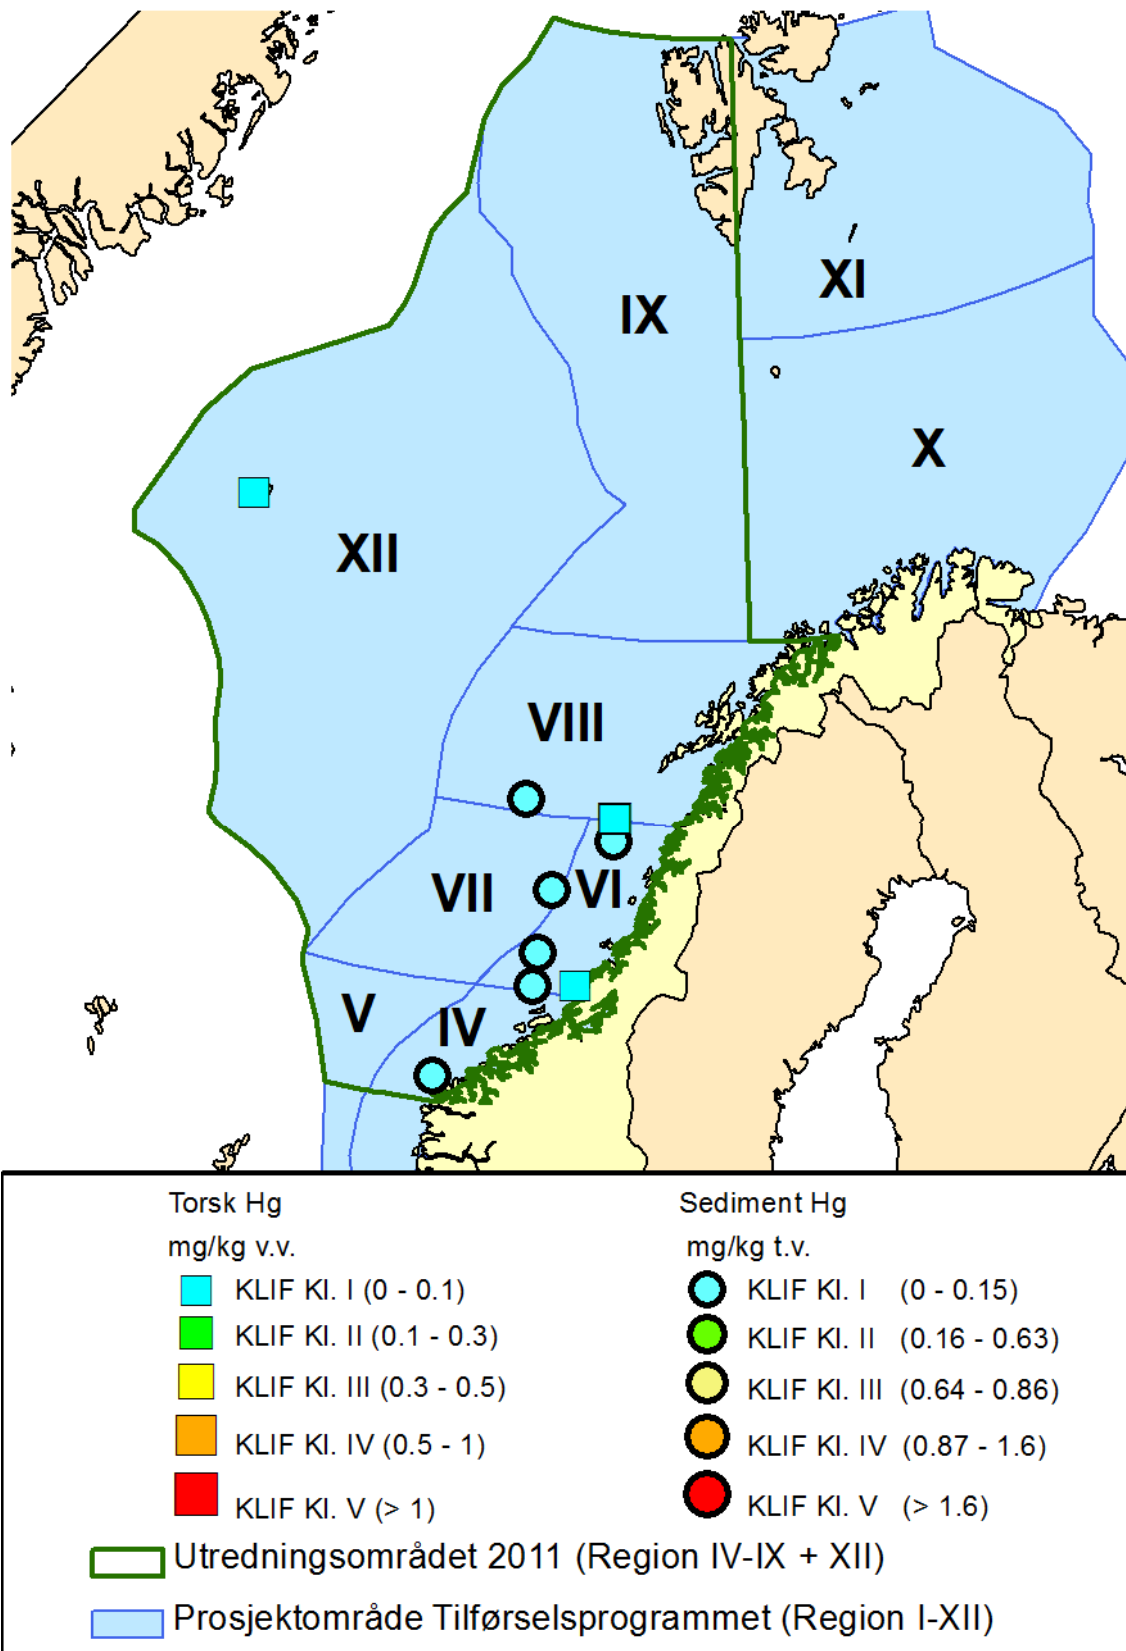 XI
IX
X
XII
VIII
VII
VI
V
IV
Torsk Hg
mg/kg v.v.
KLIF Kl. I (0 - 0.1)
KLIF Kl. II (0.1 - 0.3)
KLIF Kl. III (0.3 - 0.5)
KLIF Kl. IV (0.5 - 1)
KLIF Kl. V (> 1)
Sediment Hg
mg/kg t.v.
KLIF Kl. I (0 - 0.15)
KLIF Kl. II (0.16 - 0.63)
KLIF Kl. III (0.64 - 0.86)
KLIF Kl. IV (0.87 - 1.6)
KLIF Kl. V (> 1.6)
Utredningsområdet 2011 (Region IV-IX + XII)
Prosjektområde Tilførselsprogrammet (Region I-XII)